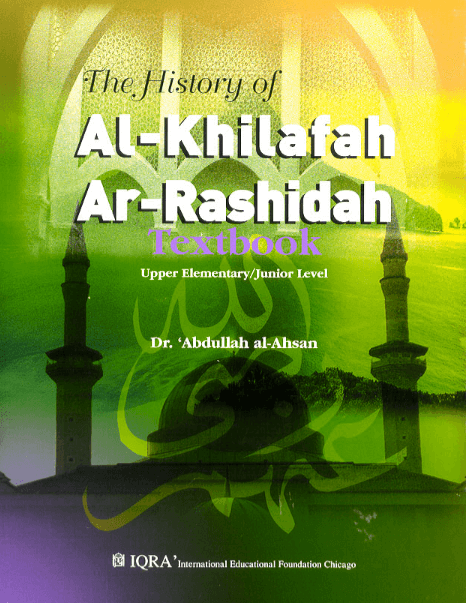 The History of
Al-Khilafah
Ar-Rashidah
Textbook
Upper Elementary/Junior Level
Dr. ‘Abdullah al-Ahsan
IQRA’ International Educational Foundation Chicago